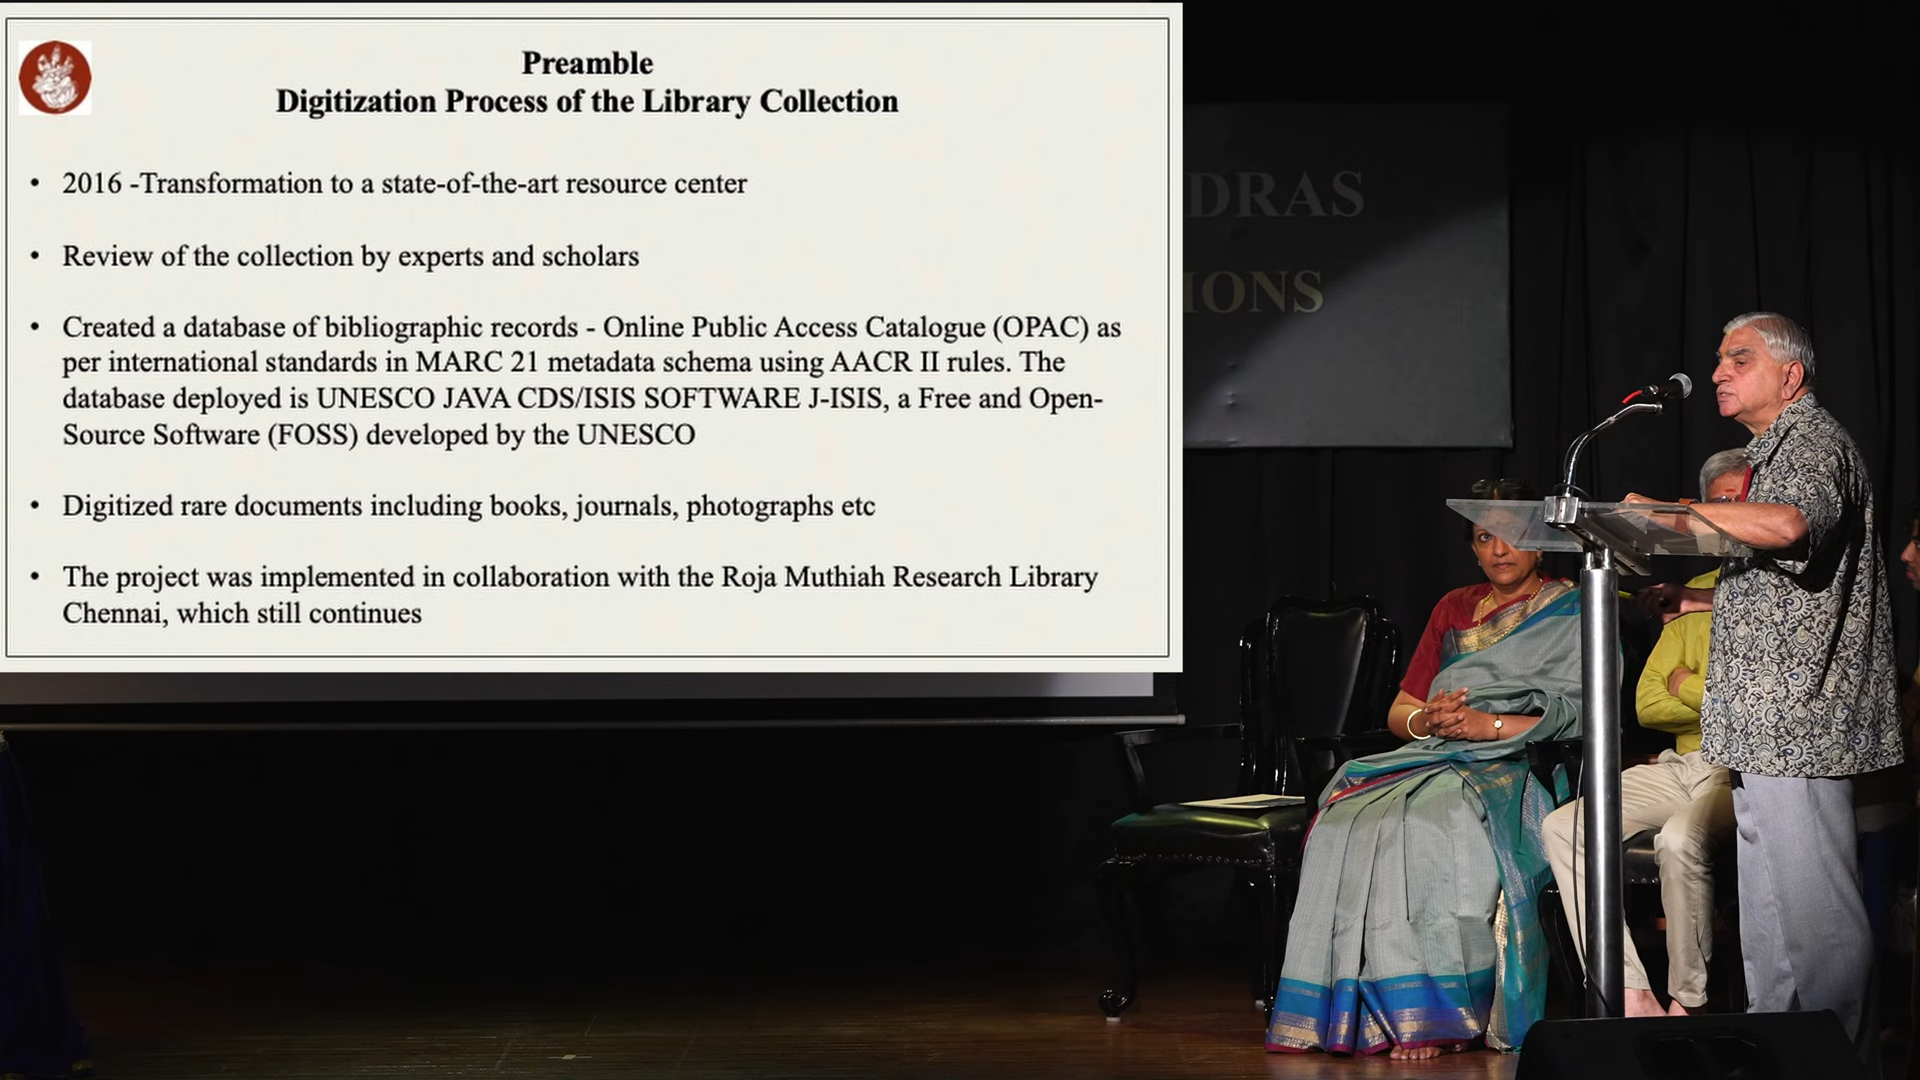 Preamble
Digitization Process of the Library Collection
• 2016 -Transformation to a state-of-the-art resource center
• Review of the collection by experts and scholars
• Created a database of bibliographic records - Online Public Access Catalogue (OPAC) as
per international standards in MARC 21 metadata schema using AACR II rules. The
database deployed is UNESCO JAVA CDS/ISIS SOFTWARE J-ISIS, a Free and Open-
Source Software (FOSS) developed by the UNESCO
• Digitized rare documents including books, journals, photographs etc
• The project was implemented in collaboration with the Roja Muthiah Research Library
Chennai, which still continues
DRAS
IONS